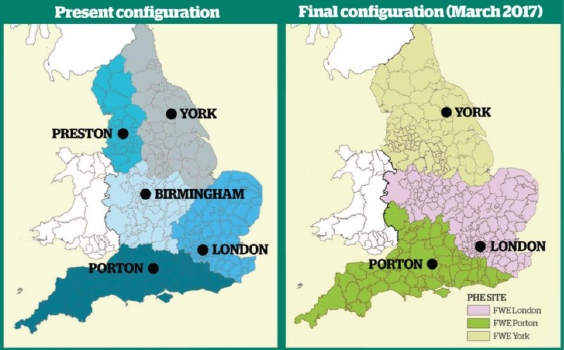 Present configuration
YORK
PRESTON
BIRMINGHAM
LONDON
PORTON
Final configuration (March 2017)
YORK
LONDON
PORTON
PHE SITE
FWE London
FWE Porton
FWE York